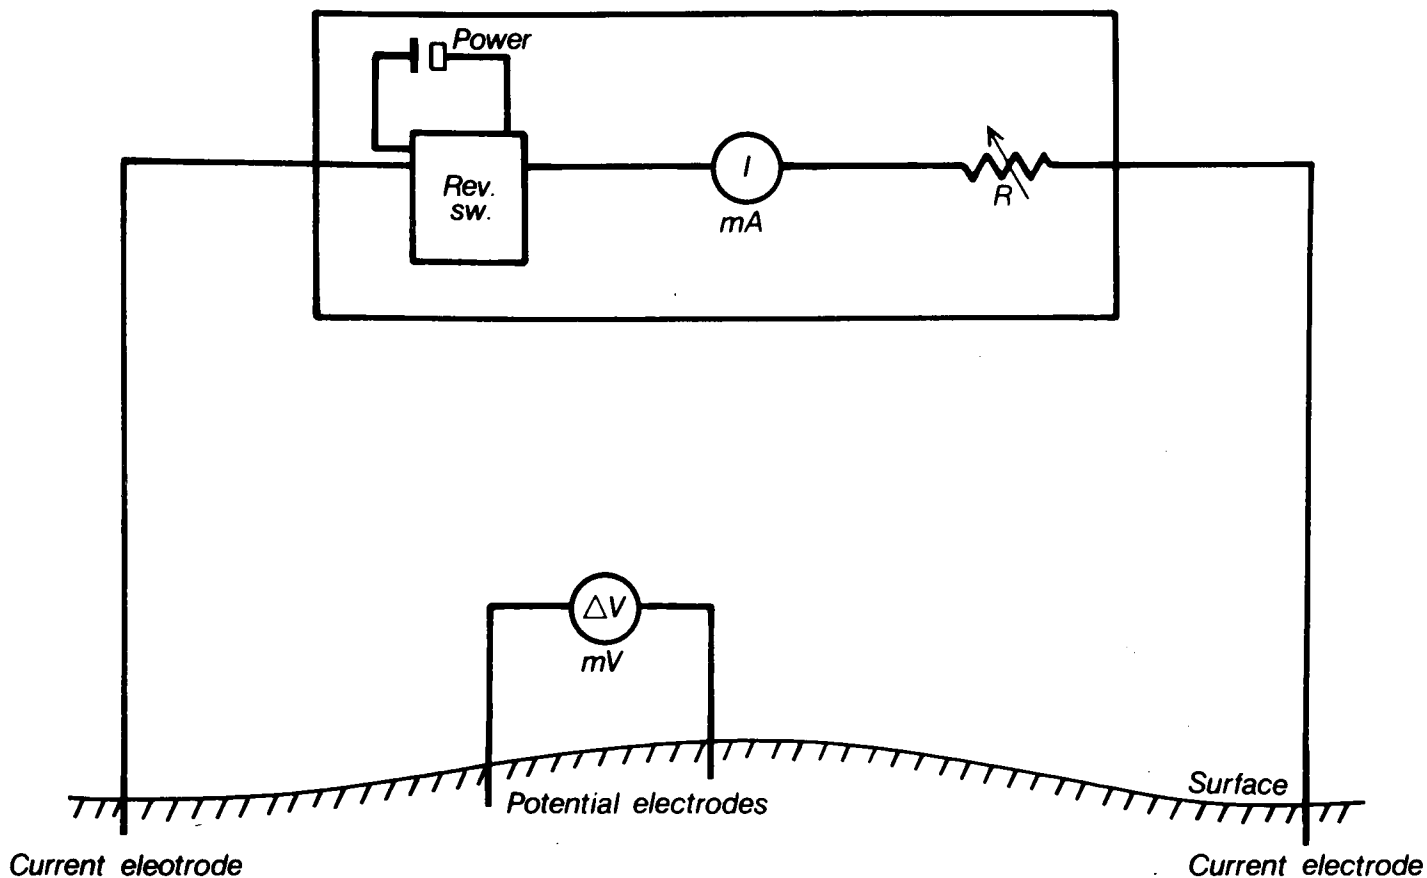 Power
Rev.
sw.
I
mA
R
ΔV
mV
Surface
Potential electrodes
Current eleotrode
Current electrode